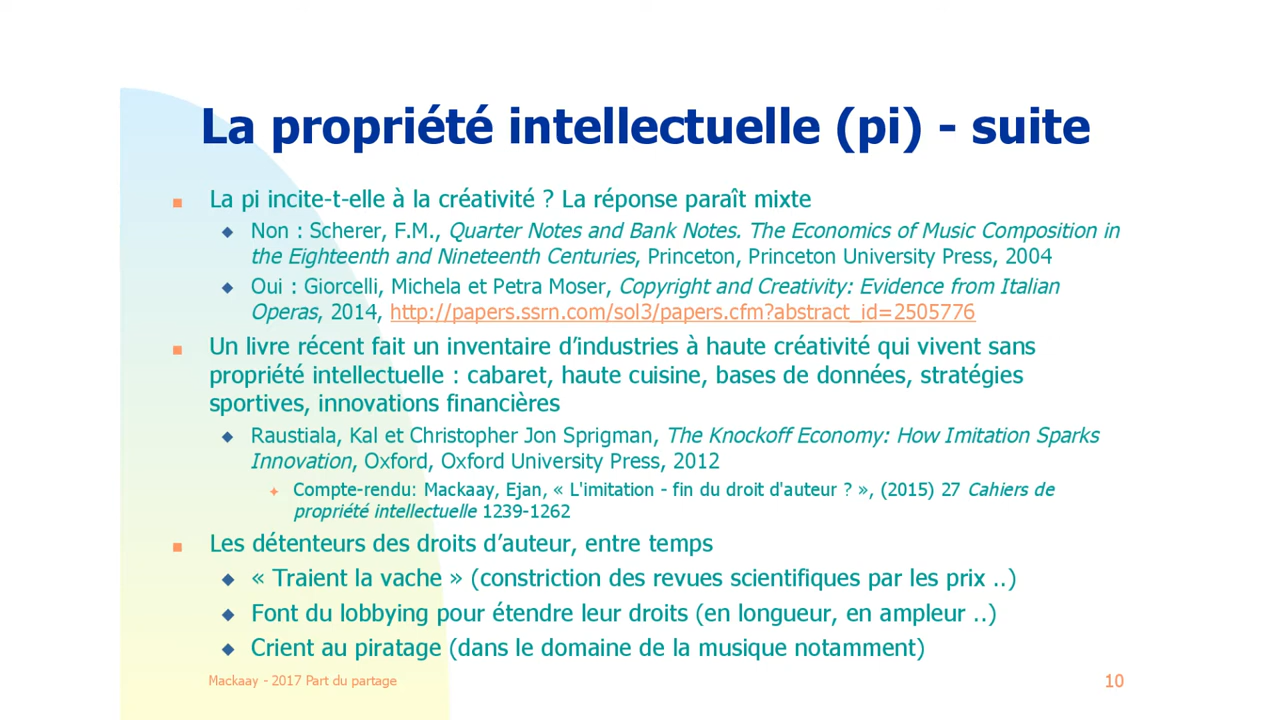 La propriété intellectuelle (pi) - suite
La pi incite-t-elle à la créativité ? La réponse paraît mixte
Non : Scherer, F.M., Quarter Notes and Bank Notes. The Economics of Music Composition in
the Eighteenth and Nineteenth Centuries, Princeton, Princeton University Press, 2004
Oui : Giorcelli, Michela et Petra Moser, Copyright and Creativity: Evidence from Italian
Operas, 2014, http://papers.ssrn.com/sol3/papers.cfm?abstract_id=2505776
Un livre récent fait un inventaire d’industries à haute créativité qui vivent sans
propriété intellectuelle : cabaret, haute cuisine, bases de données, stratégies
sportives, innovations financières
Raustiala, Kal et Christopher Jon Sprigman, The Knockoff Economy: How Imitation Sparks
Innovation, Oxford, Oxford University Press, 2012
Compte-rendu: Mackaay, Ejan, « L'imitation - fin du droit d'auteur ? », (2015) 27 Cahiers de
propriété intellectuelle 1239-1262
Les détenteurs des droits d’auteur, entre temps
« Traient la vache » (constriction des revues scientifiques par les prix ..)
Font du lobbying pour étendre leur droits (en longueur, en ampleur ..)
Crient au piratage (dans le domaine de la musique notamment)
Mackaay - 2017 Part du partage
10